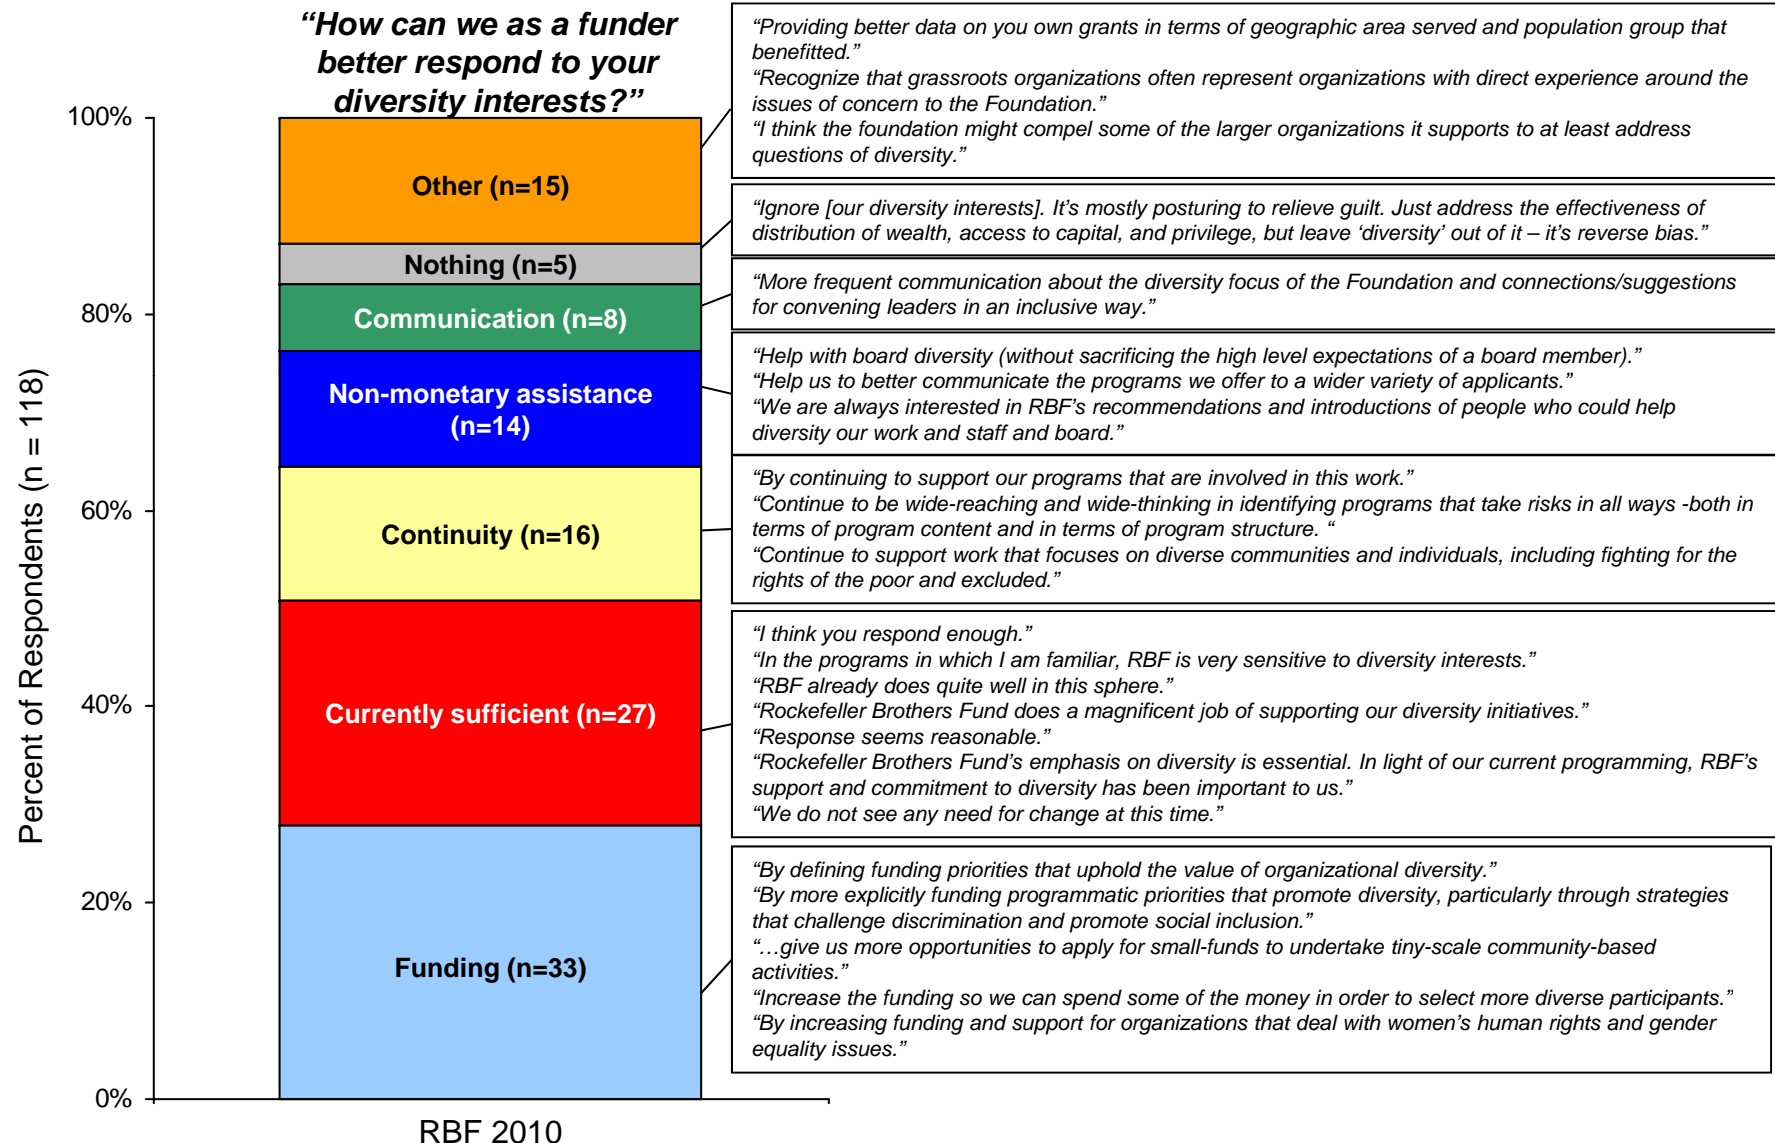 “How can we as a funder
better respond to your
diversity interests?”
Percent of Respondents (n = 118)
100%
80%
60%
40%
20%
0%
Other (n=15)
Nothing (n=5)
Communication (n=8)
Non-monetary assistance
(n=14)
Continuity (n=16)
Currently sufficient (n=27)
Funding (n=33)
RBF 2010
“Providing better data on you own grants in terms of geographic area served and population group that
benefitted.”
“Recognize that grassroots organizations often represent organizations with direct experience around the
issues of concern to the Foundation.”
“I think the foundation might compel some of the larger organizations it supports to at least address
questions of diversity.”
“Ignore [our diversity interests]. It’s mostly posturing to relieve guilt. Just address the effectiveness of
distribution of wealth, access to capital, and privilege, but leave ‘diversity’ out of it – it’s reverse bias.”
“More frequent communication about the diversity focus of the Foundation and connections/suggestions
for convening leaders in an inclusive way.”
“Help with board diversity (without sacrificing the high level expectations of a board member).”
“Help us to better communicate the programs we offer to a wider variety of applicants.”
“We are always interested in RBF’s recommendations and introductions of people who could help
diversity our work and staff and board.”
“By continuing to support our programs that are involved in this work.”
“Continue to be wide-reaching and wide-thinking in identifying programs that take risks in all ways -both in
terms of program content and in terms of program structure. “
“Continue to support work that focuses on diverse communities and individuals, including fighting for the
rights of the poor and excluded.”
“I think you respond enough.”
“In the programs in which I am familiar, RBF is very sensitive to diversity interests.”
“RBF already does quite well in this sphere.”
“Rockefeller Brothers Fund does a magnificent job of supporting our diversity initiatives.”
“Response seems reasonable.”
“Rockefeller Brothers Fund’s emphasis on diversity is essential. In light of our current programming, RBF’s
support and commitment to diversity has been important to us.”
“We do not see any need for change at this time.”
“By defining funding priorities that uphold the value of organizational diversity.”
“By more explicitly funding programmatic priorities that promote diversity, particularly through strategies
that challenge discrimination and promote social inclusion.”
“…give us more opportunities to apply for small-funds to undertake tiny-scale community-based
activities.”
“Increase the funding so we can spend some of the money in order to select more diverse participants.”
“By increasing funding and support for organizations that deal with women’s human rights and gender
equality issues.”